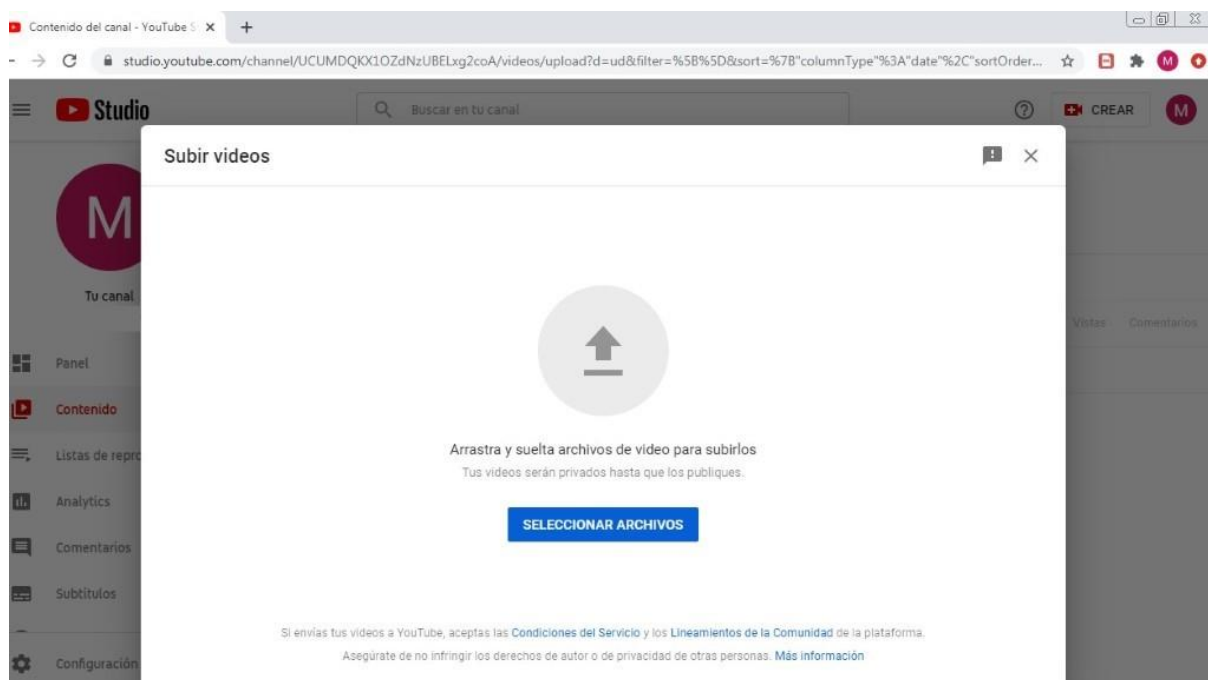 Contenido del canal - YouTube S
studio.youtube.com/channel/UCUMDQKX1OZdNzUBELxg2coA/videos/upload?d=ud&filter=%5B%5D&sort=%7B"columnType"%3A"date"%2C"sortOrder...
M
Studio
Buscar en tu canal
CREAR
M
Subir videos
M
Tu canal
Vistas Comentarios
Panel
Contenido
Listas de repro
Analytics
Comentarios
Subtítulos
Configuración
Arrastra y suelta archivos de video para subirlos
Tus videos serán privados hasta que los publiques.
SELECCIONAR ARCHIVOS
Si envías tus videos a YouTube, aceptas las Condiciones del Servicio y los Lineamientos de la Comunidad de la plataforma.
Asegúrate de no infringir los derechos de autor o de privacidad de otras personas. Más información